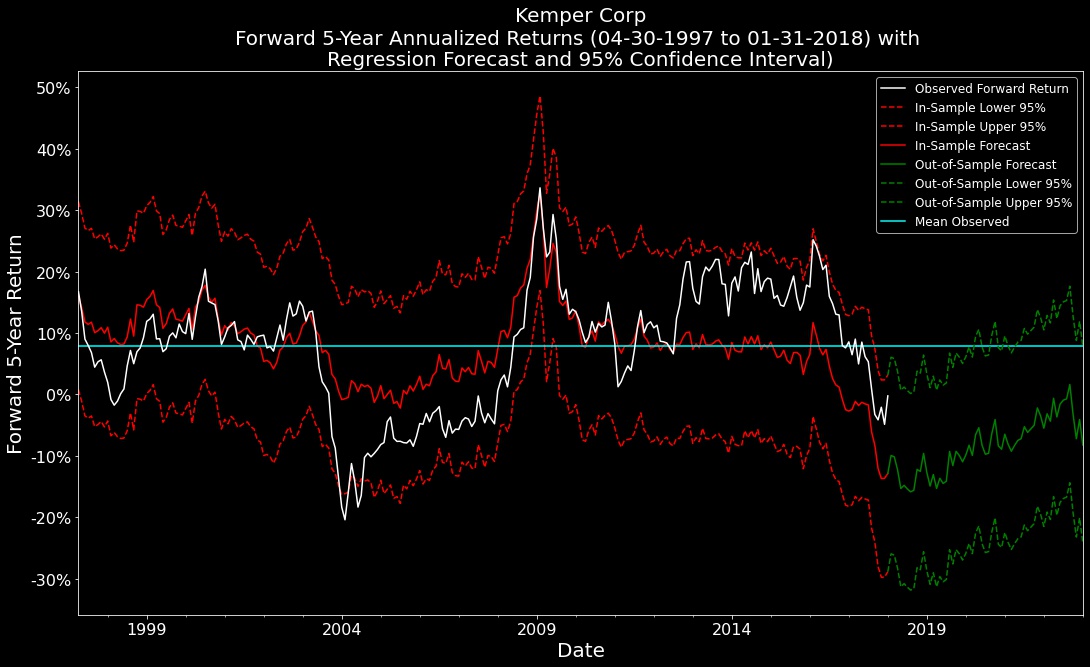 Kemper Corp
Forward 5-Year Annualized Returns (04-30-1997 to 01-31-2018) with
Regression Forecast and 95% Confidence Interval)
Observed Forward Return
In-Sample Lower 95%
In-Sample Upper 95%
In-Sample Forecast
Out-of-Sample Forecast
Out-of-Sample Lower 95%
Out-of-Sample Upper 95%
Mean Observed
Forward 5-Year Return
50%
40%
30%
20%
10%
0%
-10%
-20%
-30%
1999
2004
2009
2014
2019
Date